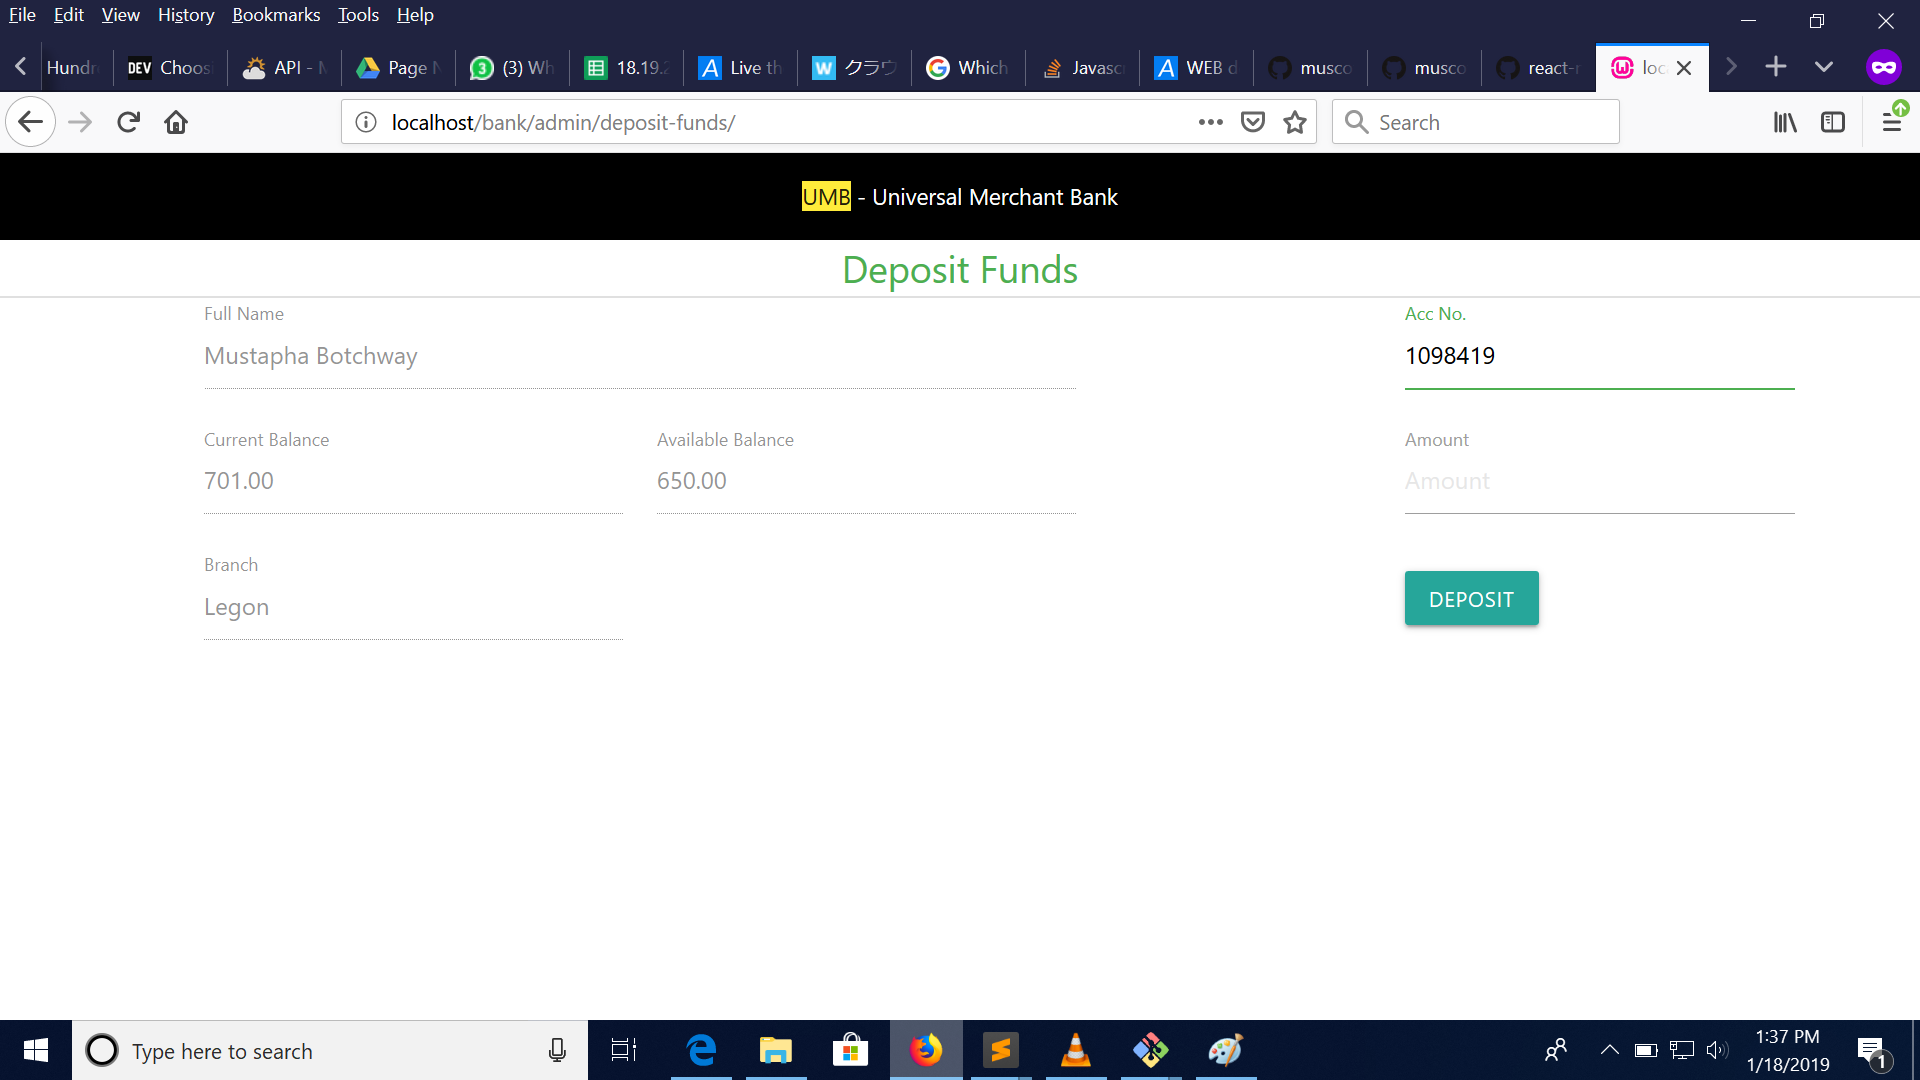 File Edit View History Bookmarks Tools Help
Hundr DEV Choosi API - M Page N (3) Wh 18.19.2 Live th クラウ Which Javascr WEB d musco musco react-r loc
localhost/bank/admin/deposit-funds/ Search
UMB - Universal Merchant Bank
Deposit Funds
Full Name Acc No.
Mustapha Botchway 1098419
Current Balance Available Balance Amount
701.00 650.00 Amount
Branch
Legon DEPOSIT
Type here to search
1:37 PM
1/18/2019
1